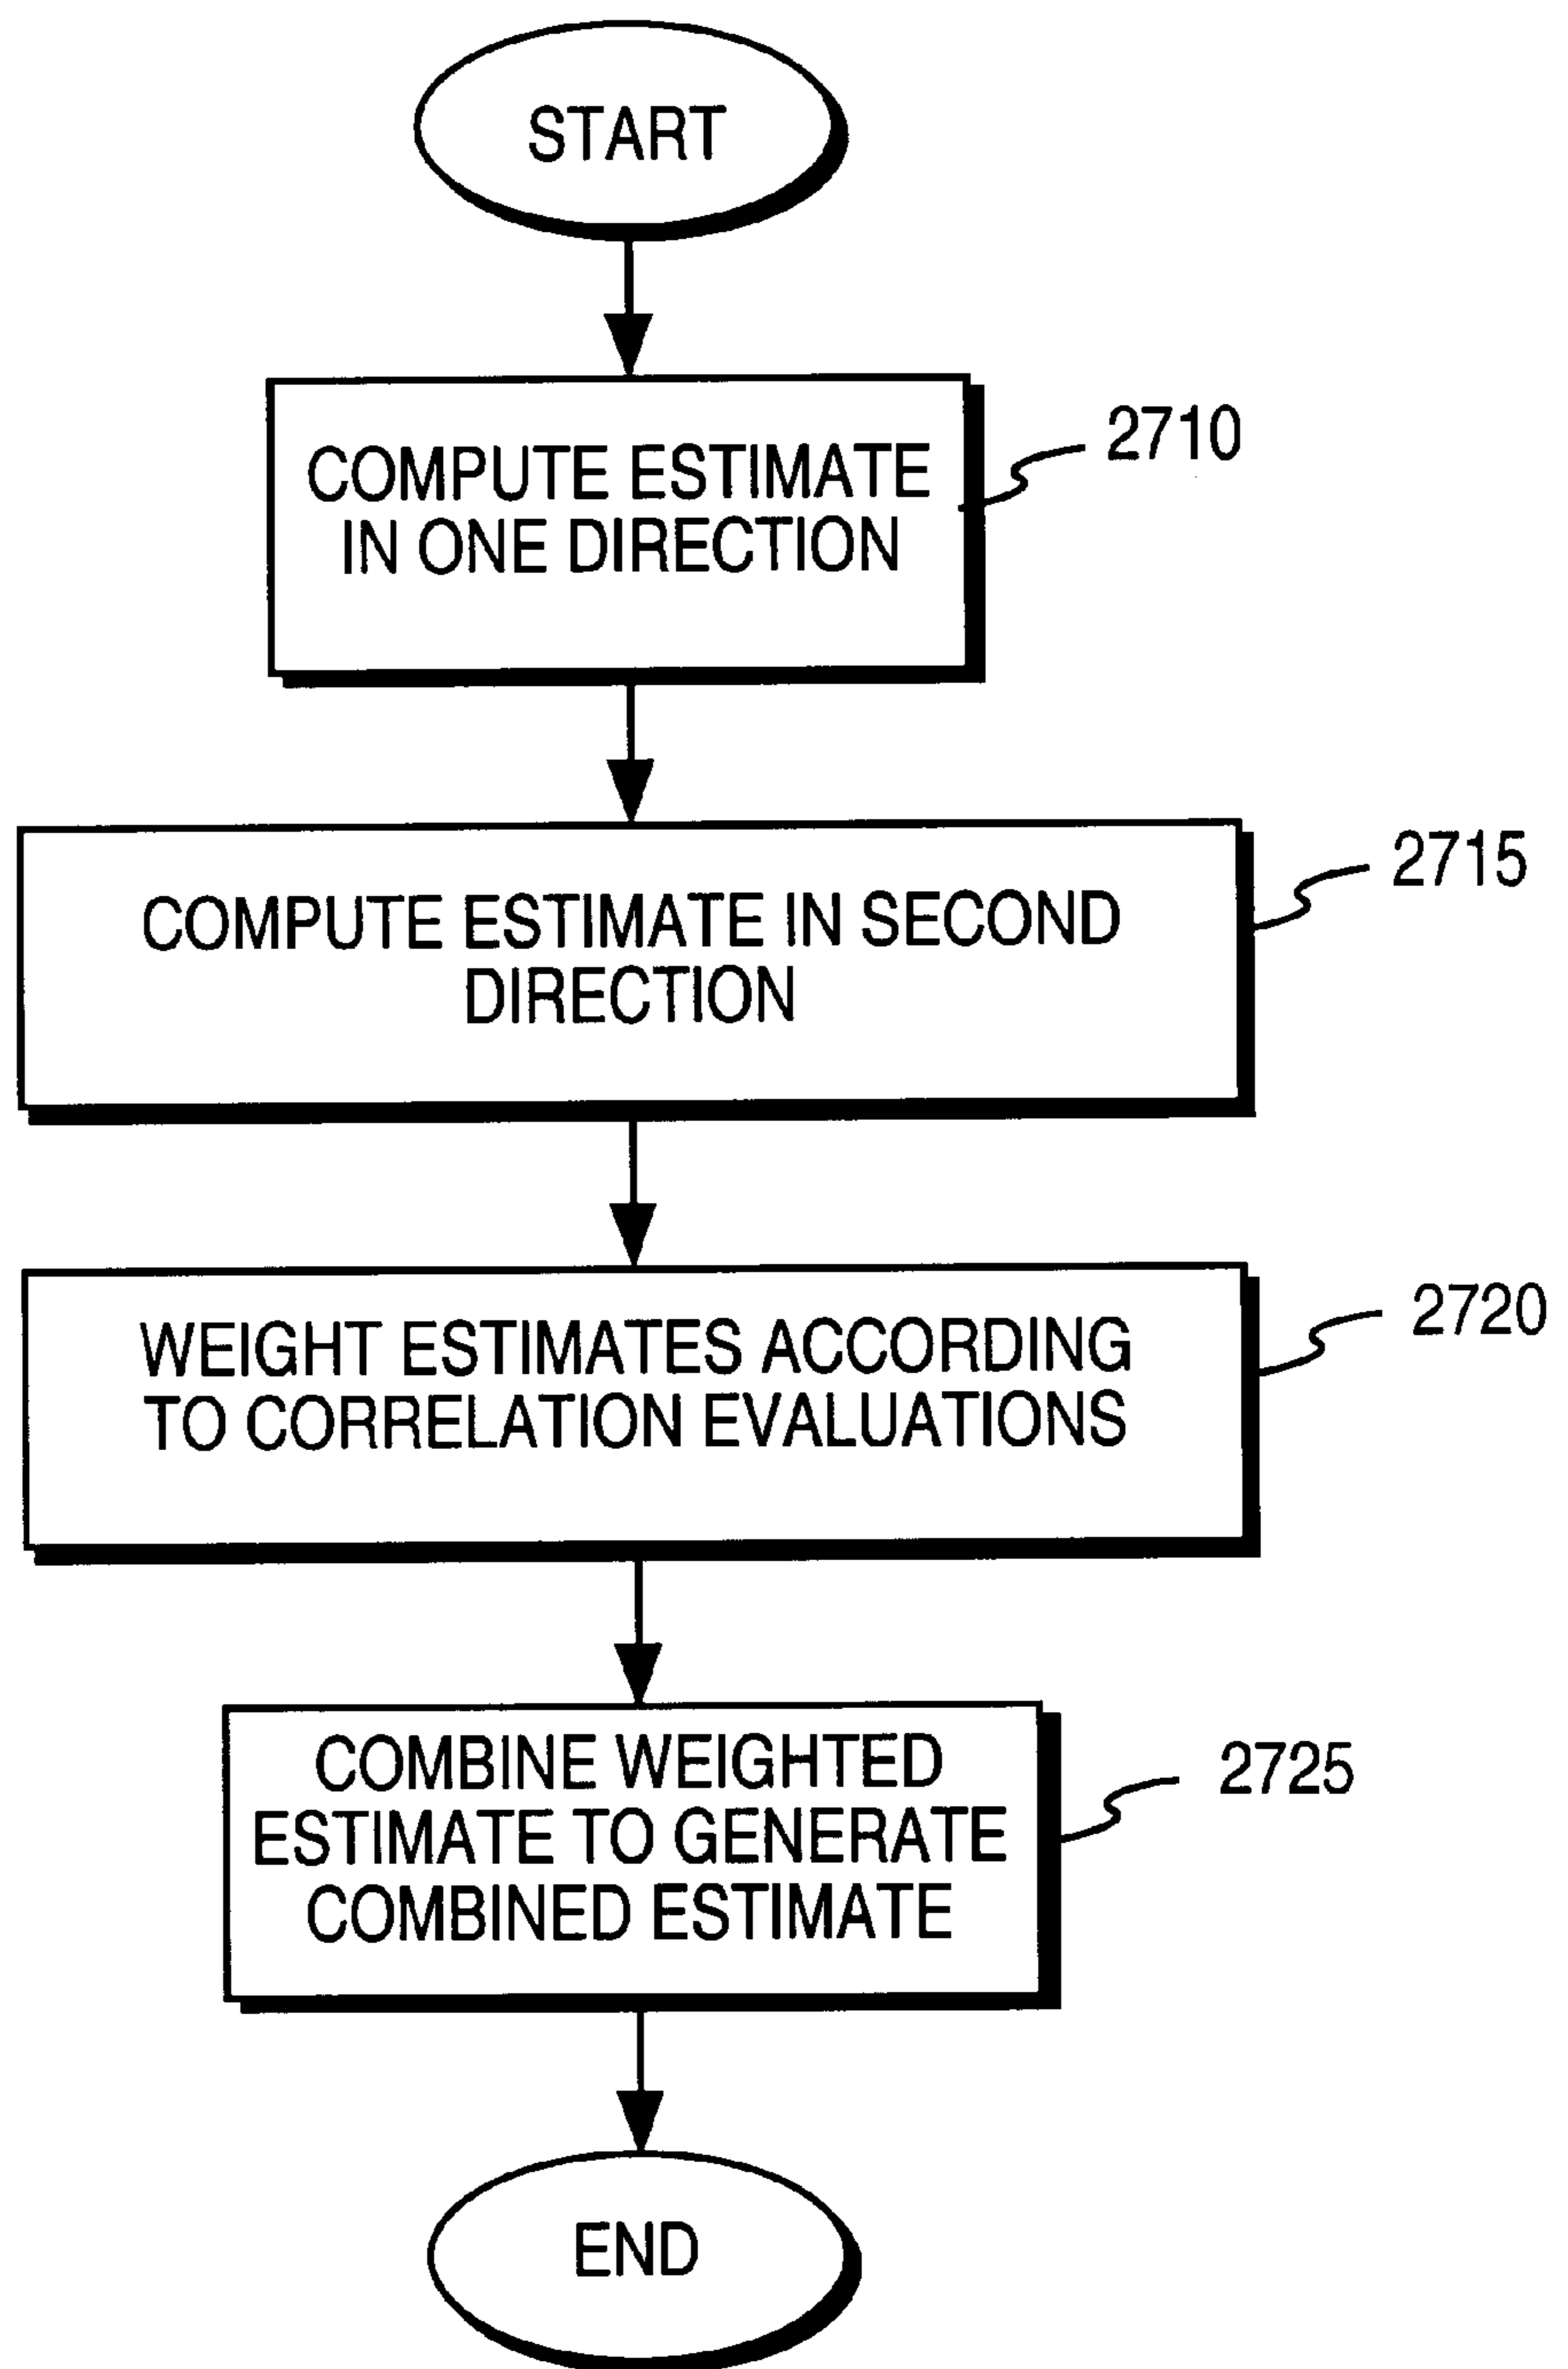 START
COMPUTE ESTIMATE
IN ONE DIRECTION
2710
COMPUTE ESTIMATE IN SECOND
DIRECTION
2715
WEIGHT ESTIMATES ACCORDING
TO CORRELATION EVALUATIONS
2720
COMBINE WEIGHTED
ESTIMATE TO GENERATE
COMBINED ESTIMATE
2725
END